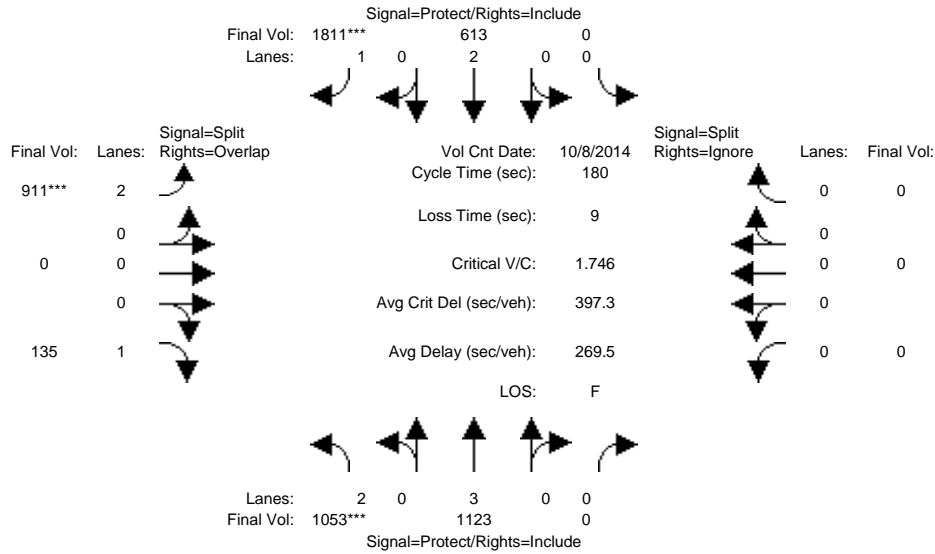 Signal=Protect/Rights=Include
Final Vol: 1811*** 613 0
Lanes: 1 0 2 0 0
Signal=Split
Final Vol: Lanes: Rights=Overlap
Vol Cnt Date: 10/8/2014
Signal=Split
Rights=Ignore Lanes: Final Vol:
Cycle Time (sec): 180
911*** 2
0 0
Loss Time (sec): 9
0
0
0 0
Critical V/C: 1.746
0 0
0
Avg Crit Del (sec/veh): 397.3
0
135 1
Avg Delay (sec/veh): 269.5
0 0
LOS: F
Lanes: 2 0 3 0 0
Final Vol: 1053*** 1123 0
Signal=Protect/Rights=Include